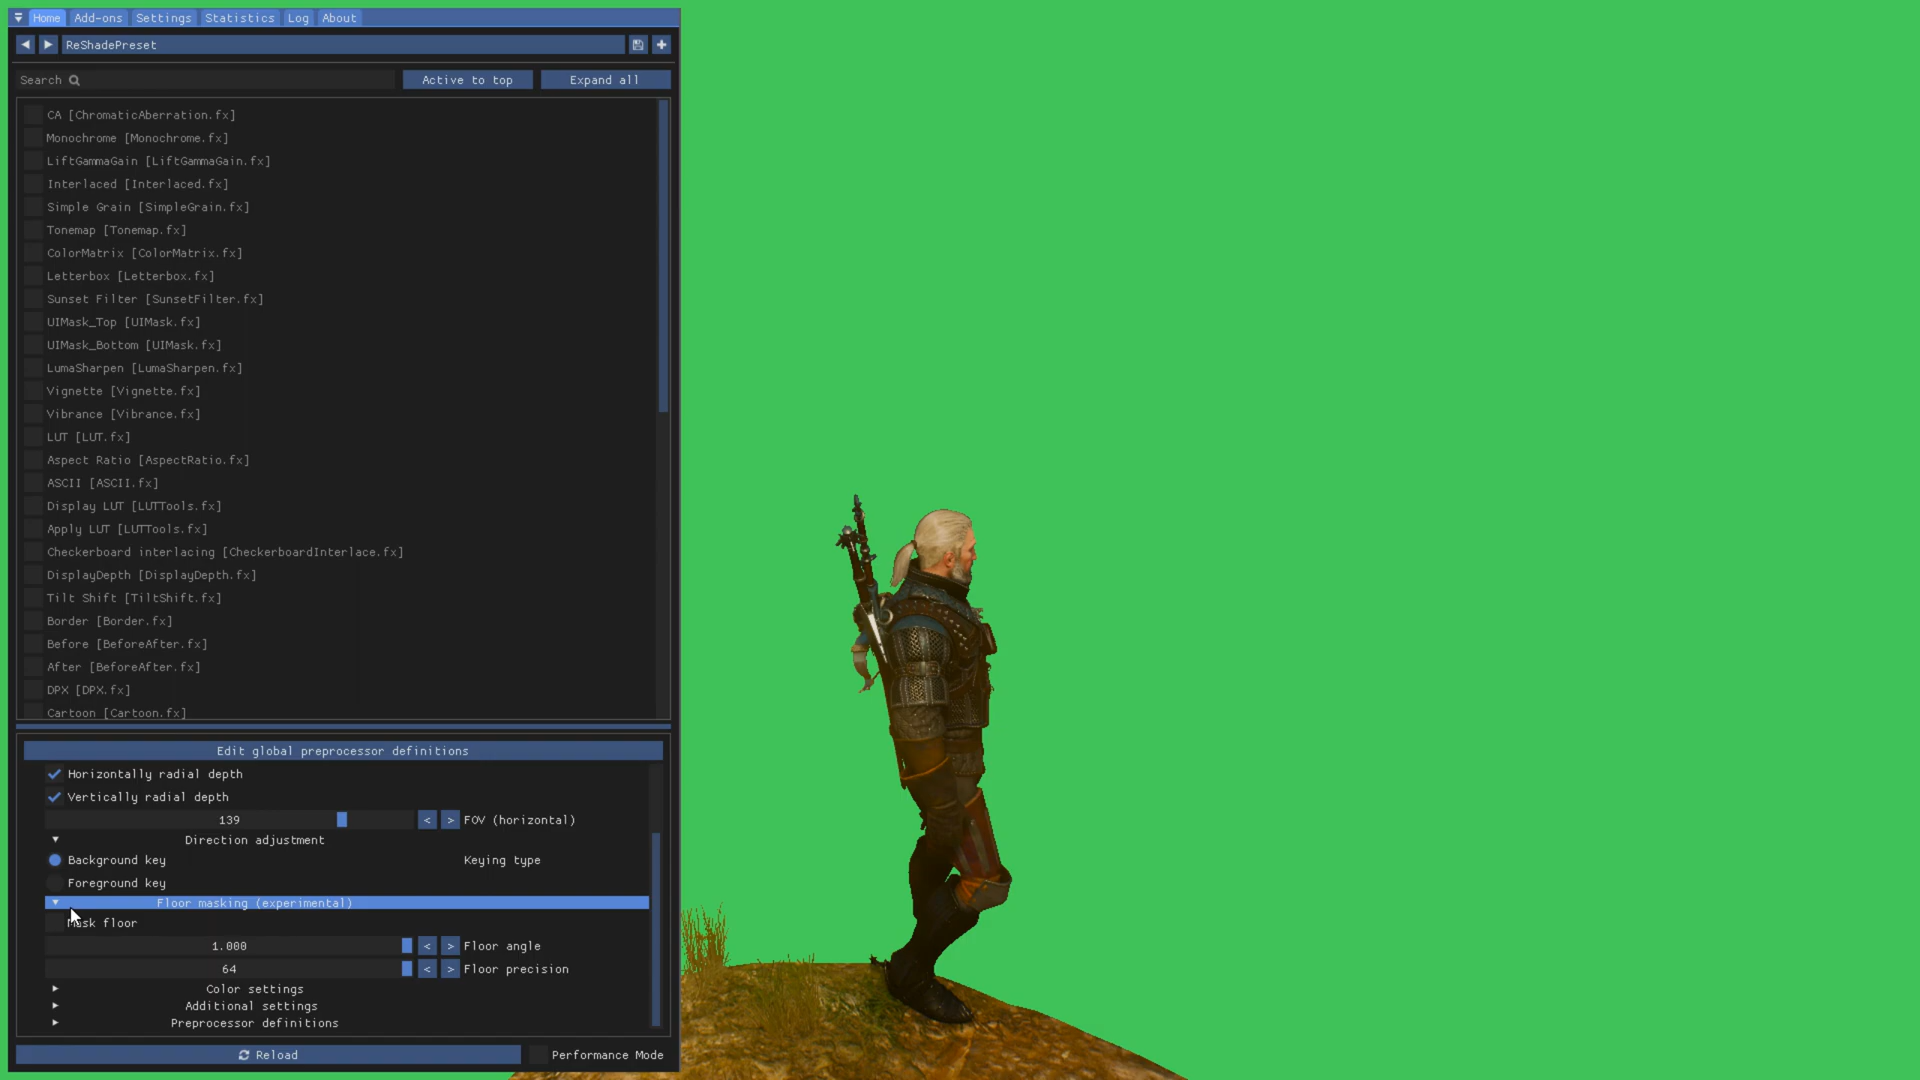 Home Add-ons Settings Statistics Log About
ReShadePreset
Search Active to top Expand all
CA [ChromaticAberration.fx]
Monochrome [Monochrome.fx]
LiftGammaGain [LiftGammaGain.fx]
Interlaced [Interlaced.fx]
Simple Grain [SimpleGrain.fx]
Tonemap [Tonemap.fx]
ColorMatrix [ColorMatrix.fx]
Letterbox [Letterbox.fx]
Sunset Filter [SunsetFilter.fx]
UIMask_Top [UIMask.fx]
UIMask_Bottom [UIMask.fx]
LumaSharpen [LumaSharpen.fx]
Vignette [Vignette.fx]
Vibrance [Vibrance.fx]
LUT [LUT.fx]
Aspect Ratio [AspectRatio.fx]
ASCII [ASCII.fx]
Display LUT [LUTTools.fx]
Apply LUT [LUTTools.fx]
Checkerboard interlacing [CheckerboardInterlace.fx]
DisplayDepth [DisplayDepth.fx]
Tilt Shift [TiltShift.fx]
Border [Border.fx]
Before [BeforeAfter.fx]
After [BeforeAfter.fx]
DPX [DPX.fx]
Cartoon [Cartoon.fx]
Edit global preprocessor definitions
Horizontally radial depth
Vertically radial depth
139 < > FOV (horizontal)
Direction adjustment
Background key Keying type
Foreground key
Floor masking (experimental)
Mask floor
1.000 < > Floor angle
64 < > Floor precision
Color settings
Additional settings
Preprocessor definitions
Reload Performance Mode